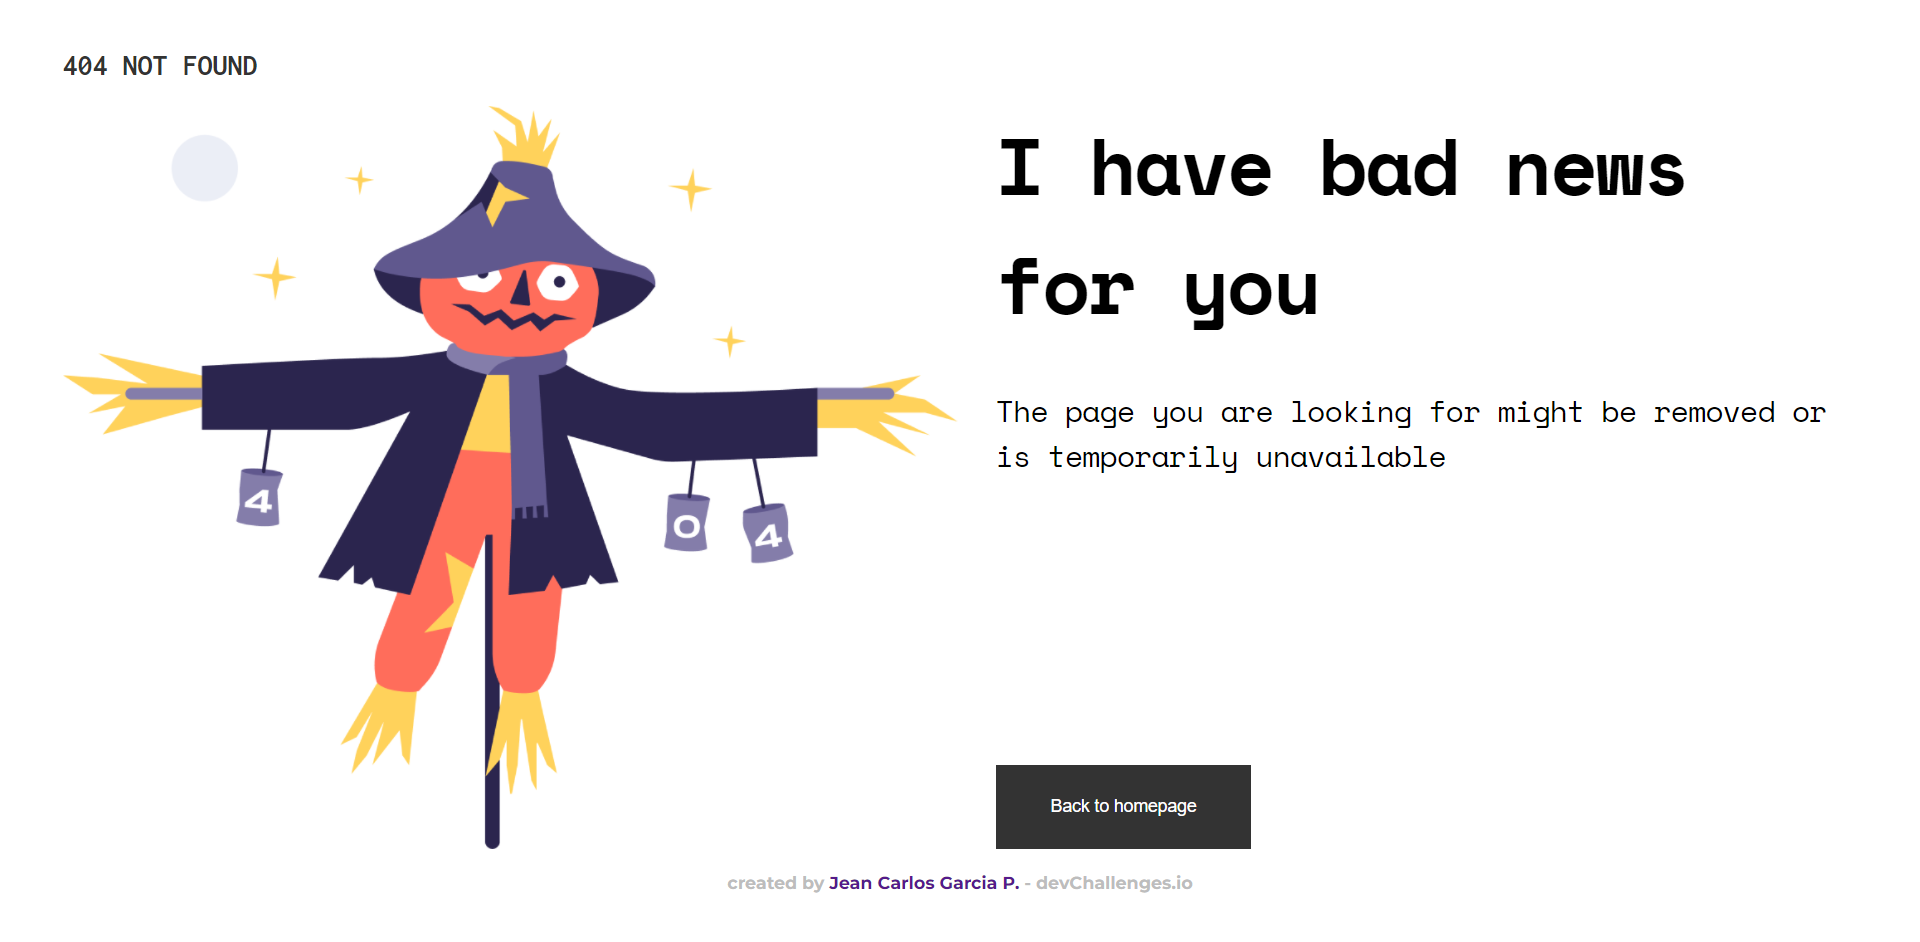 404 NOT FOUND
I have bad news
for you
The page you are looking for might be removed or
is temporarily unavailable
4
0
4
Back to homepage
created by Jean Carlos Garcia P. - devChallenges.io